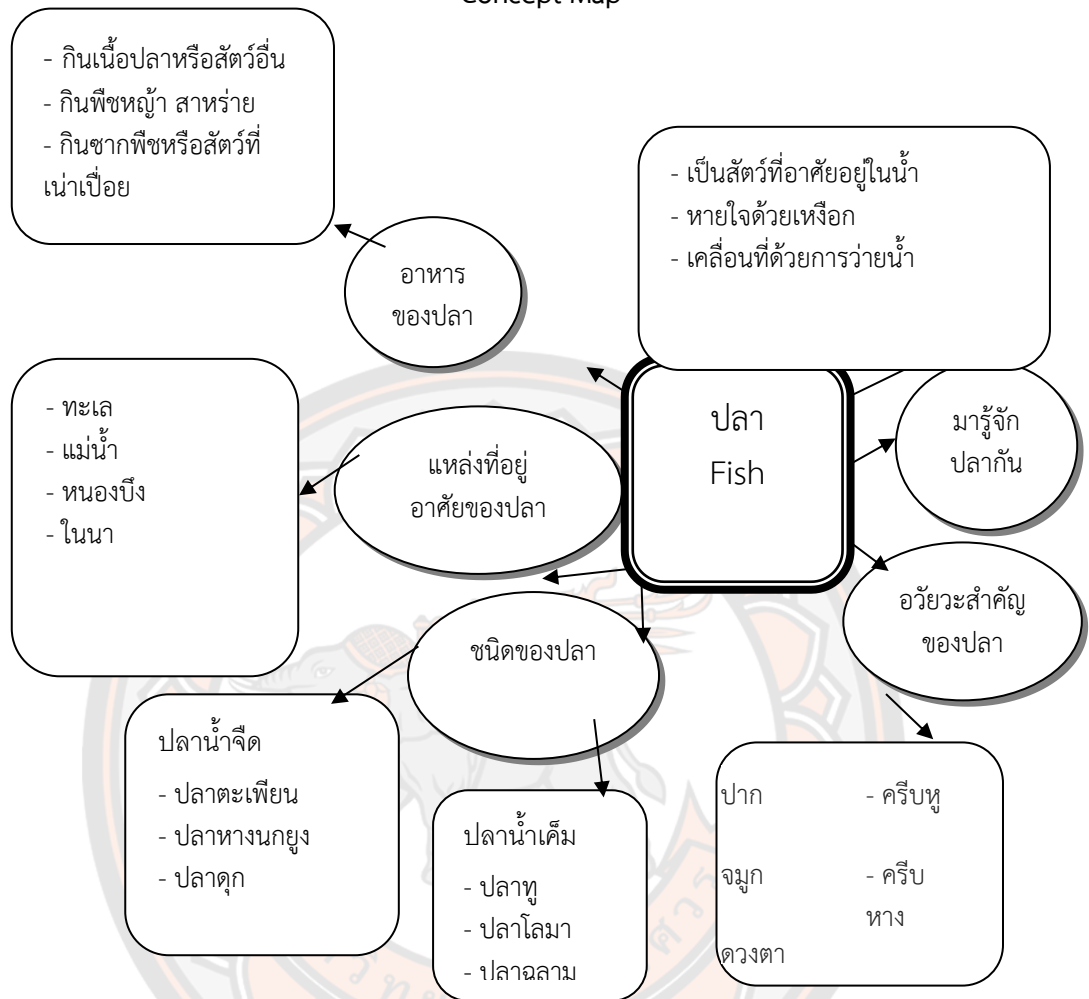 Concept Map
- กินเนื้อปลาหรือสัตว์อื่น
- กินพืชหญ้า สาหร่าย
- กินซากพืชหรือสัตว์ที่
เน่าเปื่อย
- เป็นสัตว์ที่อาศัยอยู่ในน้ำ
- หายใจด้วยเหงือก
- เคลื่อนที่ด้วยการว่ายน้ำ
อาหาร
ของปลา
ปลา
Fish
มารู้จัก
ปลากัน
- ทะเล
- แม่น้ำ
- หนองบึง
- ในนา
แหล่งที่อยู่
อาศัยของปลา
อวัยวะสำคัญ
ของปลา
ชนิดของปลา
ปลาน้ำจืด
- ปลาตะเพียน
- ปลาหางนกยูง
- ปลาดุก
ปลาน้ำเค็ม
- ปลาทู
- ปลาโลมา
- ปลาฉลาม
ปาก - ครีบหู
จมูก - ครีบ
หาง
ดวงตา